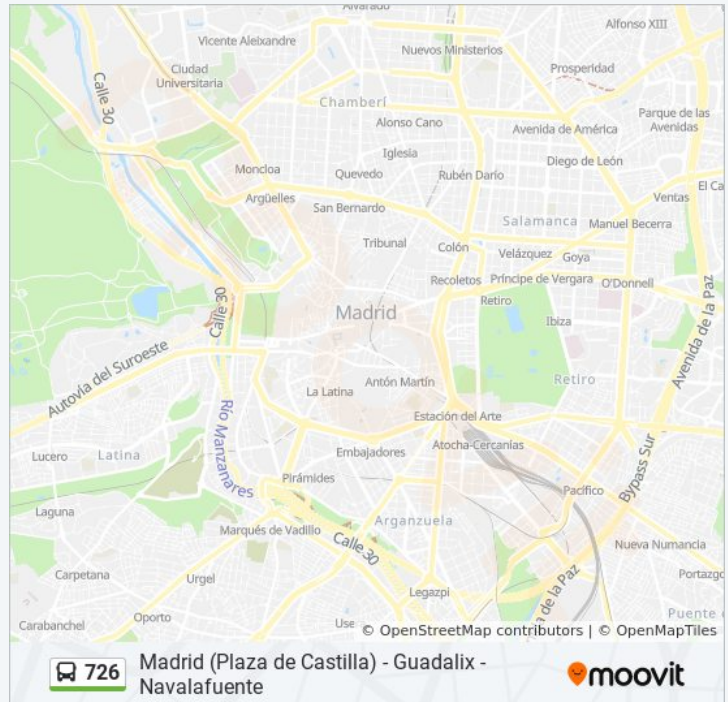 Alvarado
Alfonso XIII
Vicente Aleixandre
Nuevos Ministerios
Ciudad
Universitaria
Prosperidad
Calle 30
Chamberí
Parque de las
Avenidas
Alonso Cano
Avenida de América
Iglesia
Diego de León
Moncloa
Quevedo
Rubén Darío
El Ca
Argüelles
Ventas
San Bernardo
Salamanca
Manuel Becerra
Tribunal
Colón
Velázquez
Goya
Recoletos
Príncipe de Vergara
O'Donnell
Calle 30
Retiro
Madrid
Ibiza
Avenida de la Paz
Autovía del Suroeste
Antón Martín
Retiro
La Latina
Estación del Arte
Río Manzanares
Embajadores
Atocha-Cercanías
Lucero
Latina
Bypass Sur
Pirámides
Pacífico
Laguna
Arganzuela
Marqués de Vadillo
Calle 30
Nueva Numancia
Carpetana
Urgel
Portazgo
Legazpi
a de la Paz
Oporto
Puente d
Carabanchel
Use
© OpenStreetMap contributors | © OpenMapTiles
726
Madrid (Plaza de Castilla) - Guadalix -
Navalafuente
moovit